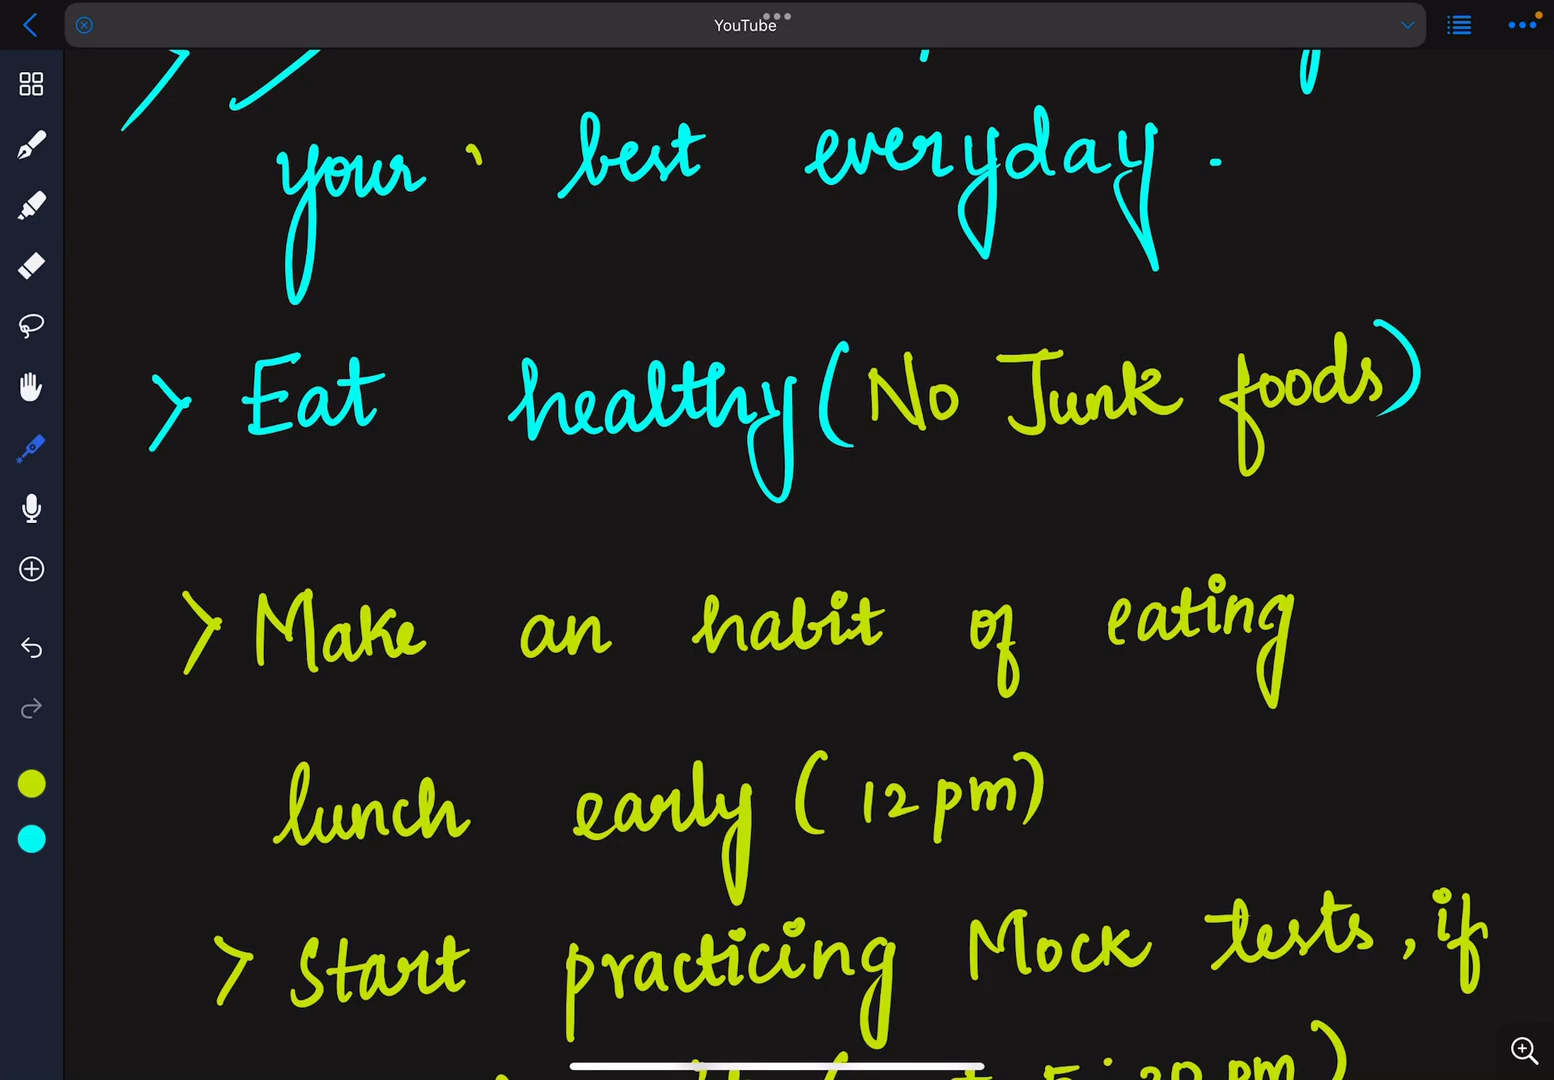 YouTube
your best everyday .
> Eat healthy ( No Junk foods )
> Make an habit of eating
lunch early ( 12 pm )
> Start practicing Mock tests , if